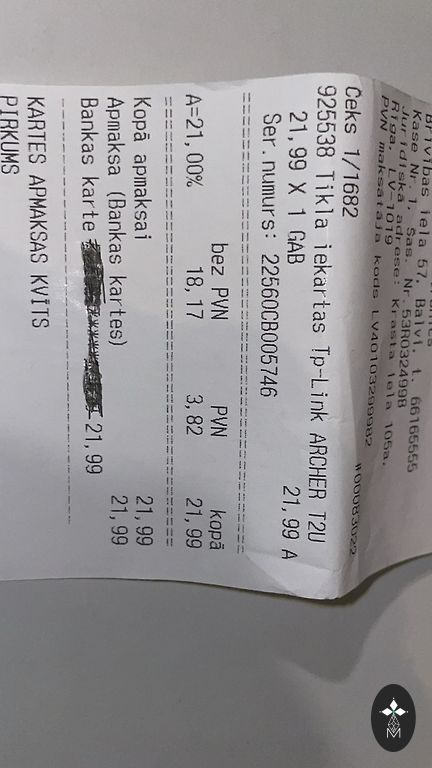 Brīvības iela 57, Balvi, t. 66165555
Kase Nr. 1, Sas. Nr 53R0324998
Juridiskā adrese: Krasta iela 105a,
Rīga, LV-1019
PVN maksātāja kods LV40103299982
#00083022
Čeks 1/1682
925538 Tīkla iekārtas Tp-Link ARCHER T2U
21,99 X 1 GAB 21,99 A
Ser.numurs: 22560CB005746
bez PVN PVN kopā
A=21,00% 18,17 3,82 21,99
Kopā apmaksai 21,99
Apmaksa (Bankas kartes) 21,99
Bankas karte 21,99
KARTES APMAKSAS KVĪTS
PIRKUMS
M